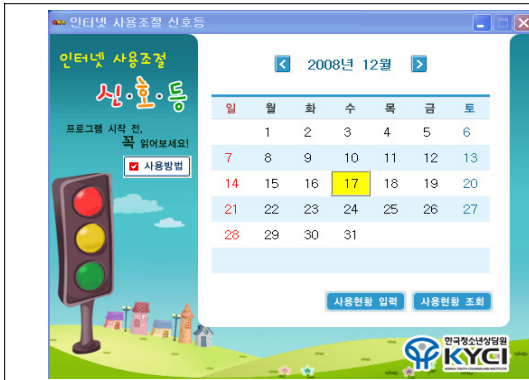 인터넷 사용조절 신호등
인터넷 사용조절
신·호·등
프로그램 시작 전,
꼭 읽어보세요!
사용방법
2008년 12월
일 월 화 수 목 금 토
1 2 3 4 5 6
7 8 9 10 11 12 13
14 15 16 17 18 19 20
21 22 23 24 25 26 27
28 29 30 31
사용현황 입력 사용현황 조회
한국청소년상담원
KYCI
KOREA YOUTH COUNSELING INSTITUTE